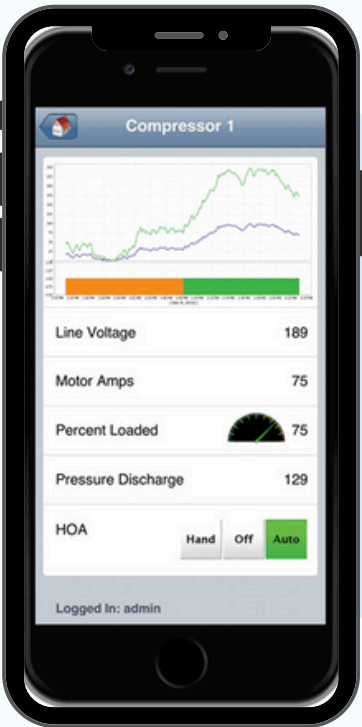 Compressor 1
Line Voltage 189
Motor Amps 75
Percent Loaded 75
Pressure Discharge 129
HOA Hand Off Auto
Logged In: admin